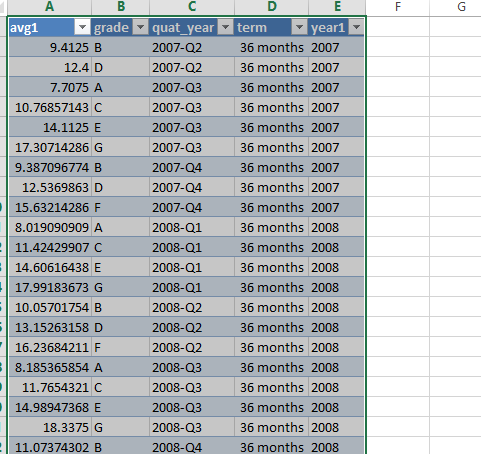 A B C D E F G
avg1 grade quat_year term year1
9.4125 B 2007-Q2 36 months 2007
12.4 D 2007-Q2 36 months 2007
7.7075 A 2007-Q3 36 months 2007
10.76857143 C 2007-Q3 36 months 2007
14.1125 E 2007-Q3 36 months 2007
17.30714286 G 2007-Q3 36 months 2007
9.387096774 B 2007-Q4 36 months 2007
12.5369863 D 2007-Q4 36 months 2007
15.63214286 F 2007-Q4 36 months 2007
8.019090909 A 2008-Q1 36 months 2008
11.42429907 C 2008-Q1 36 months 2008
14.60616438 E 2008-Q1 36 months 2008
17.99183673 G 2008-Q1 36 months 2008
10.05701754 B 2008-Q2 36 months 2008
13.15263158 D 2008-Q2 36 months 2008
16.23684211 F 2008-Q2 36 months 2008
8.185365854 A 2008-Q3 36 months 2008
11.7654321 C 2008-Q3 36 months 2008
14.98947368 E 2008-Q3 36 months 2008
18.3375 G 2008-Q3 36 months 2008
11.07374302 B 2008-Q4 36 months 2008